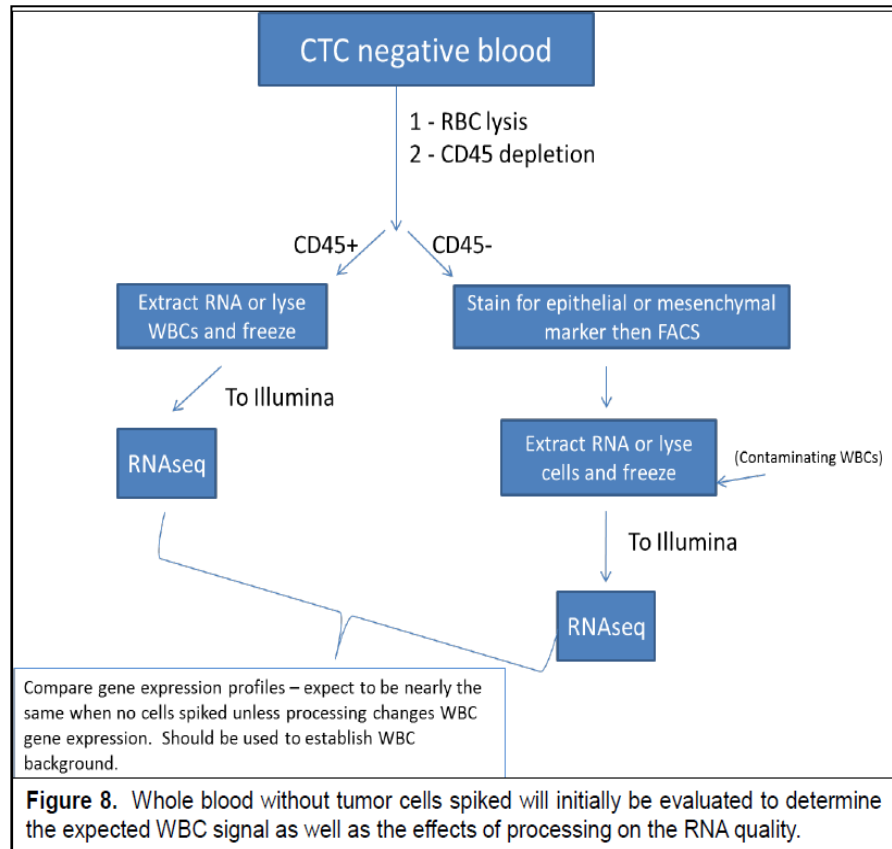 CTC negative blood
1 - RBC lysis
2 - CD45 depletion
CD45+
CD45-
Extract RNA or lyse
WBCs and freeze
Stain for epithelial or mesenchymal
marker then FACS
To Illumina
RNAseq
Extract RNA or lyse
cells and freeze
(Contaminating WBCs)
To Illumina
RNAseq
Compare gene expression profiles – expect to be nearly the
same when no cells spiked unless processing changes WBC
gene expression.  Should be used to establish WBC
background.
Figure 8.  Whole blood without tumor cells spiked will initially be evaluated to determine
the expected WBC signal as well as the effects of processing on the RNA quality.